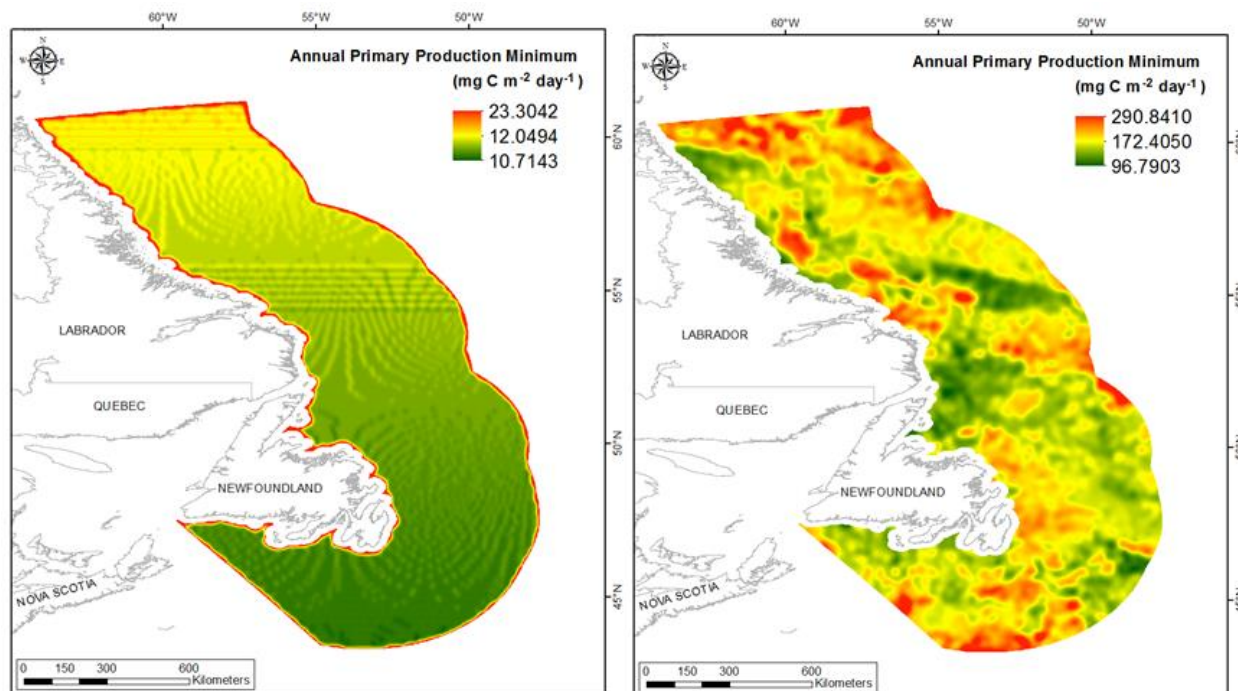 60°W 55°W 50°W
Annual Primary Production Minimum
(mg C m-2 day-1 )
23.3042
12.0494
10.7143
N
W E
S
60°N
55°N
50°N
45°N
LABRADOR
QUEBEC
NEWFOUNDLAND
NOVA SCOTIA
0 150 300 600
Kilometers
60°W 55°W 50°W
Annual Primary Production Minimum
(mg C m-2 day-1 )
290.8410
172.4050
96.7903
N
W E
S
LABRADOR
QUEBEC
NEWFOUNDLAND
NOVA SCOTIA
0 150 300 600
Kilometers